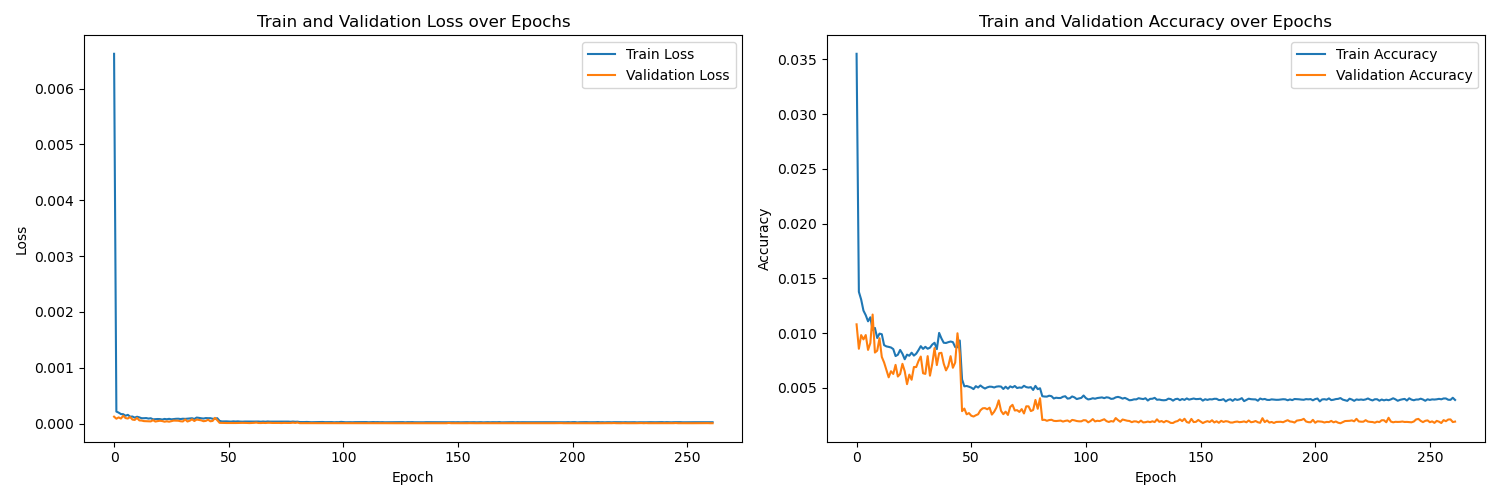 Train and Validation Loss over Epochs
Train Loss
Validation Loss
0.006
0.005
0.004
0.003
0.002
0.001
0.000
Loss
0 50 100 150 200 250
Epoch
Train and Validation Accuracy over Epochs
Train Accuracy
Validation Accuracy
0.035
0.030
0.025
0.020
0.015
0.010
0.005
Accuracy
0 50 100 150 200 250
Epoch